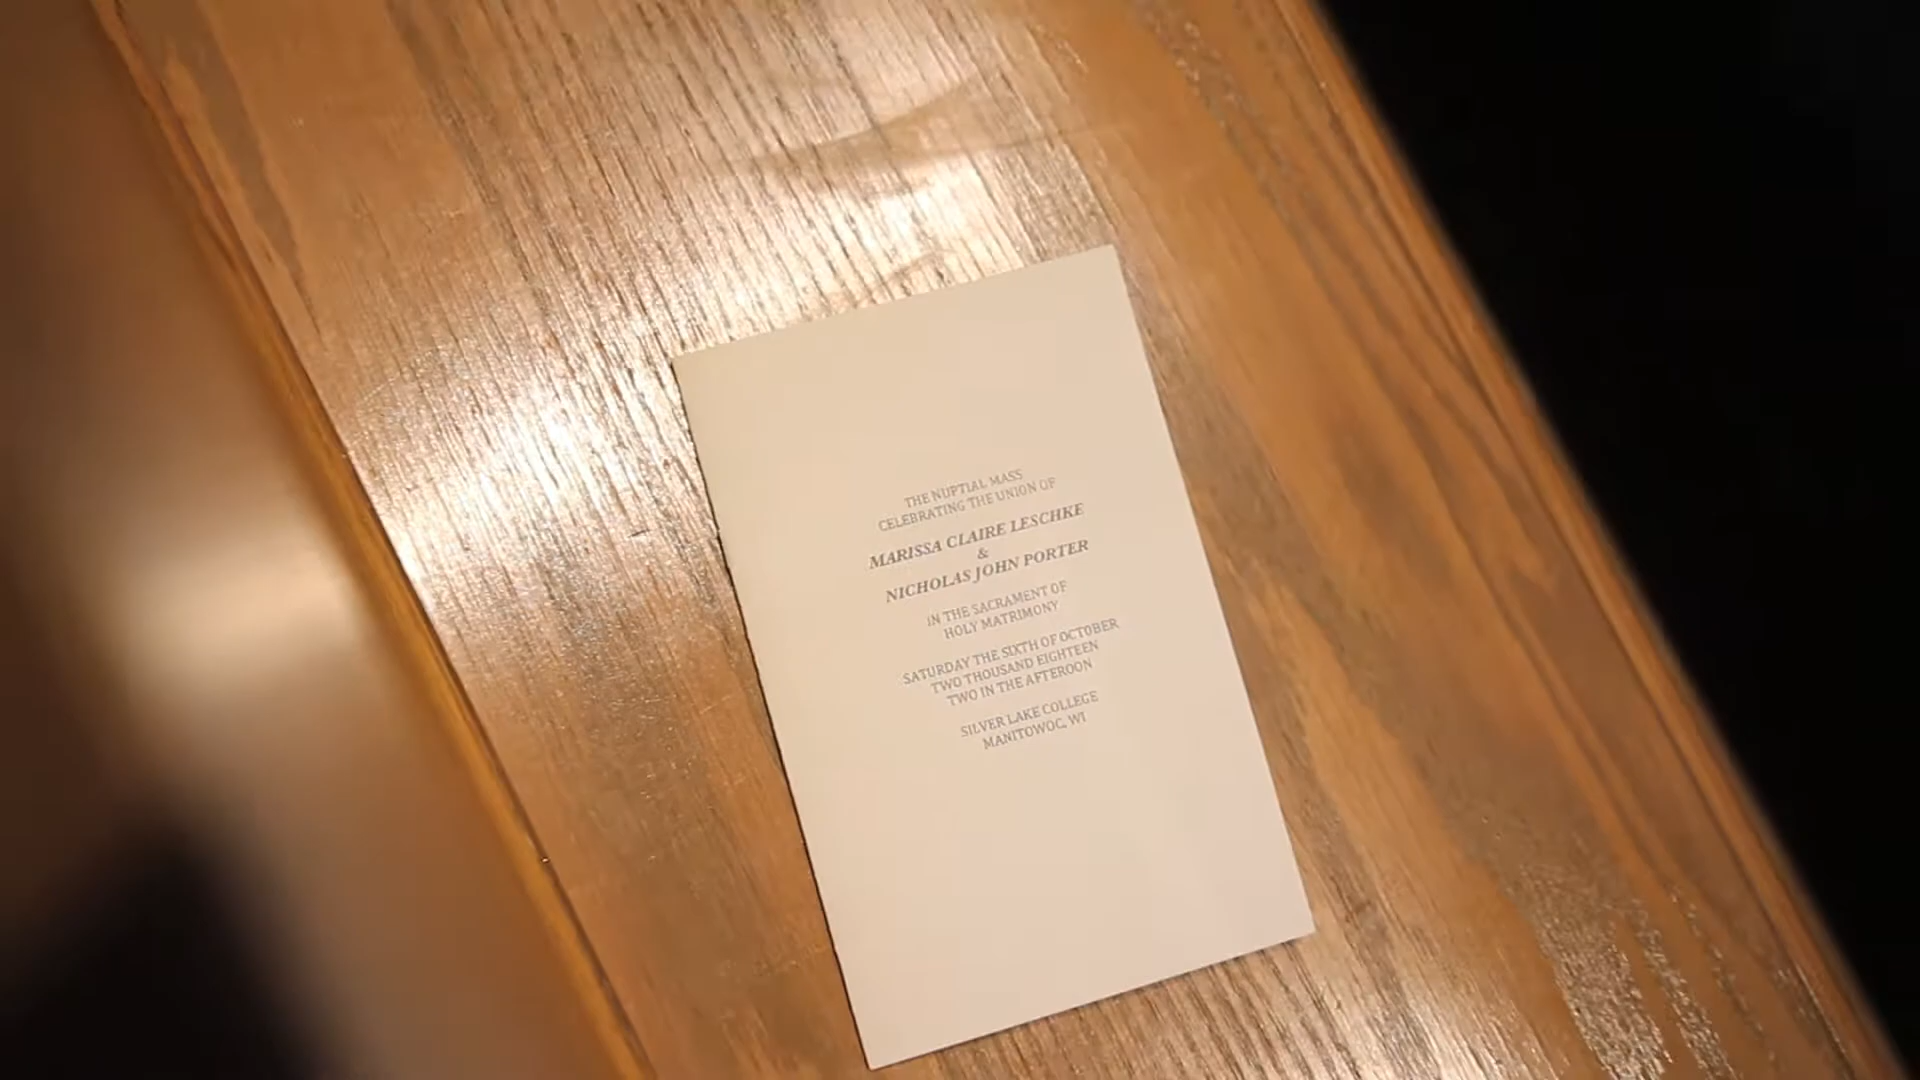 THE NUPTIAL MASS
CELEBRATING THE UNION OF
MARISSA CLAIRE LESCHKE
&
NICHOLAS JOHN PORTER
IN THE SACRAMENT OF
HOLY MATRIMONY
SATURDAY THE SIXTH OF OCTOBER
TWO THOUSAND EIGHTEEN
TWO IN THE AFTEROON
SILVER LAKE COLLEGE
MANITOWOC, WI